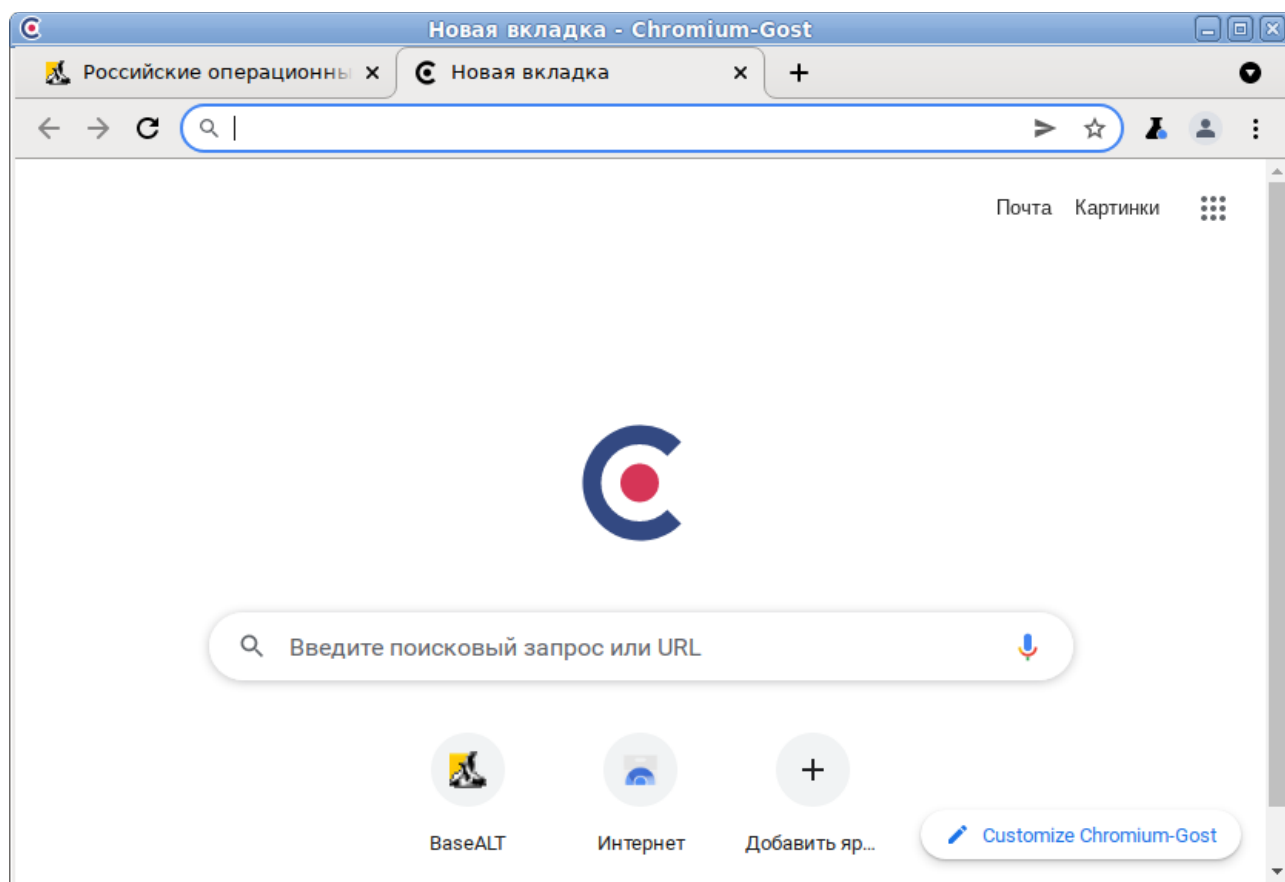 Новая вкладка - Chromium-Gost
Российские операционны
Новая вкладка
Почта Картинки
Введите поисковый запрос или URL
BaseALT Интернет Добавить яр...
Customize Chromium-Gost